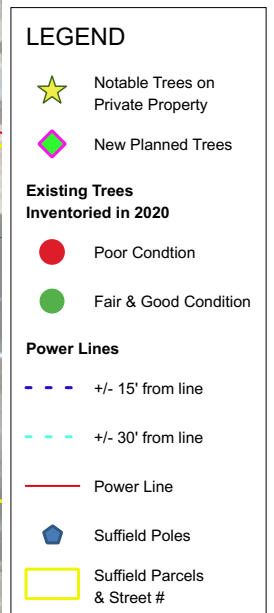 LEGEND
Notable Trees on
Private Property
New Planned Trees
Existing Trees
Inventoried in 2020
Poor Condtion
Fair & Good Condition
Power Lines
+/- 15' from line
+/- 30' from line
Power Line
Suffield Poles
Suffield Parcels
& Street #